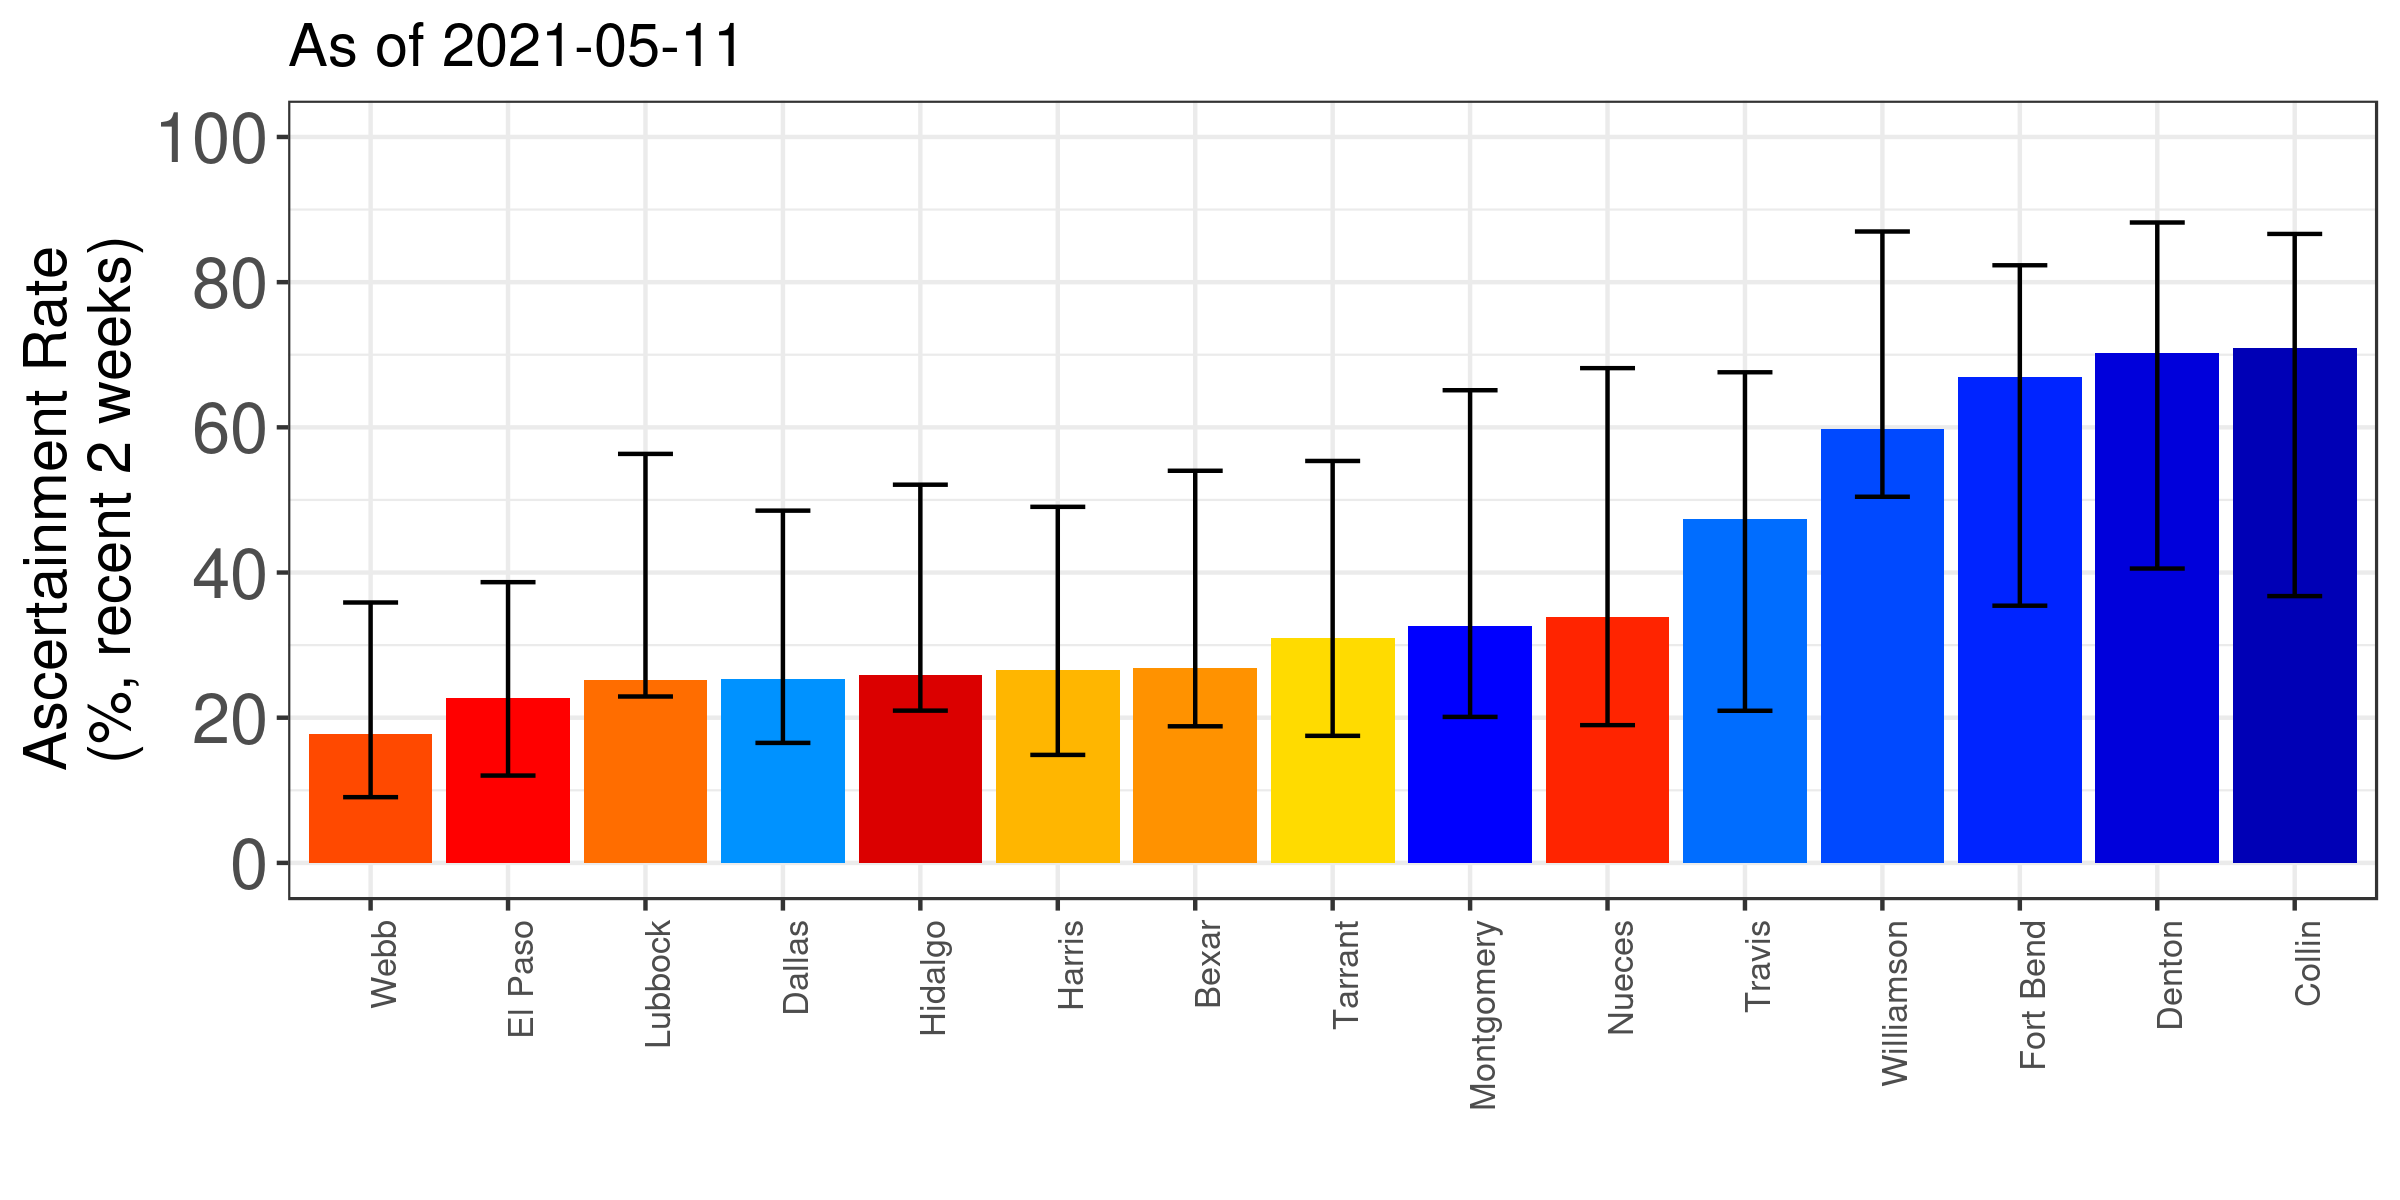 As of 2021-05-11
Ascertainment Rate
(%, recent 2 weeks)
100
80
60
40
20
0
Webb
El Paso
Lubbock
Dallas
Hidalgo
Harris
Bexar
Tarrant
Montgomery
Nueces
Travis
Williamson
Fort Bend
Denton
Collin